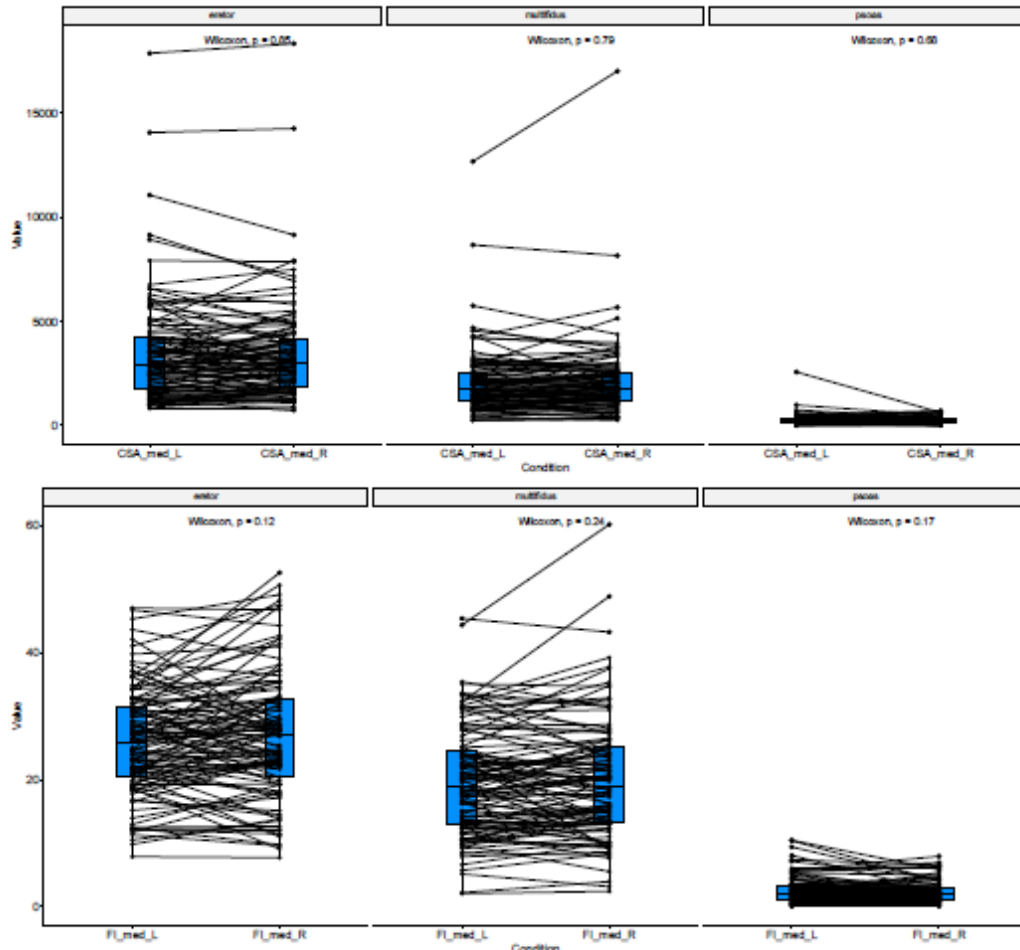 eretor multifidus psoas
Wilcoxon, p = 0.85 Wilcoxon, p = 0.79 Wilcoxon, p = 0.68
15000
10000
Value
5000
0
CSA_med_L CSA_med_R CSA_med_L CSA_med_R CSA_med_L CSA_med_R
Condition
eretor multifidus psoas
Wilcoxon, p = 0.12 Wilcoxon, p = 0.24 Wilcoxon, p = 0.17
60
40
Value
20
0
FI_med_L FI_med_R FI_med_L FI_med_R FI_med_L FI_med_R
Condition